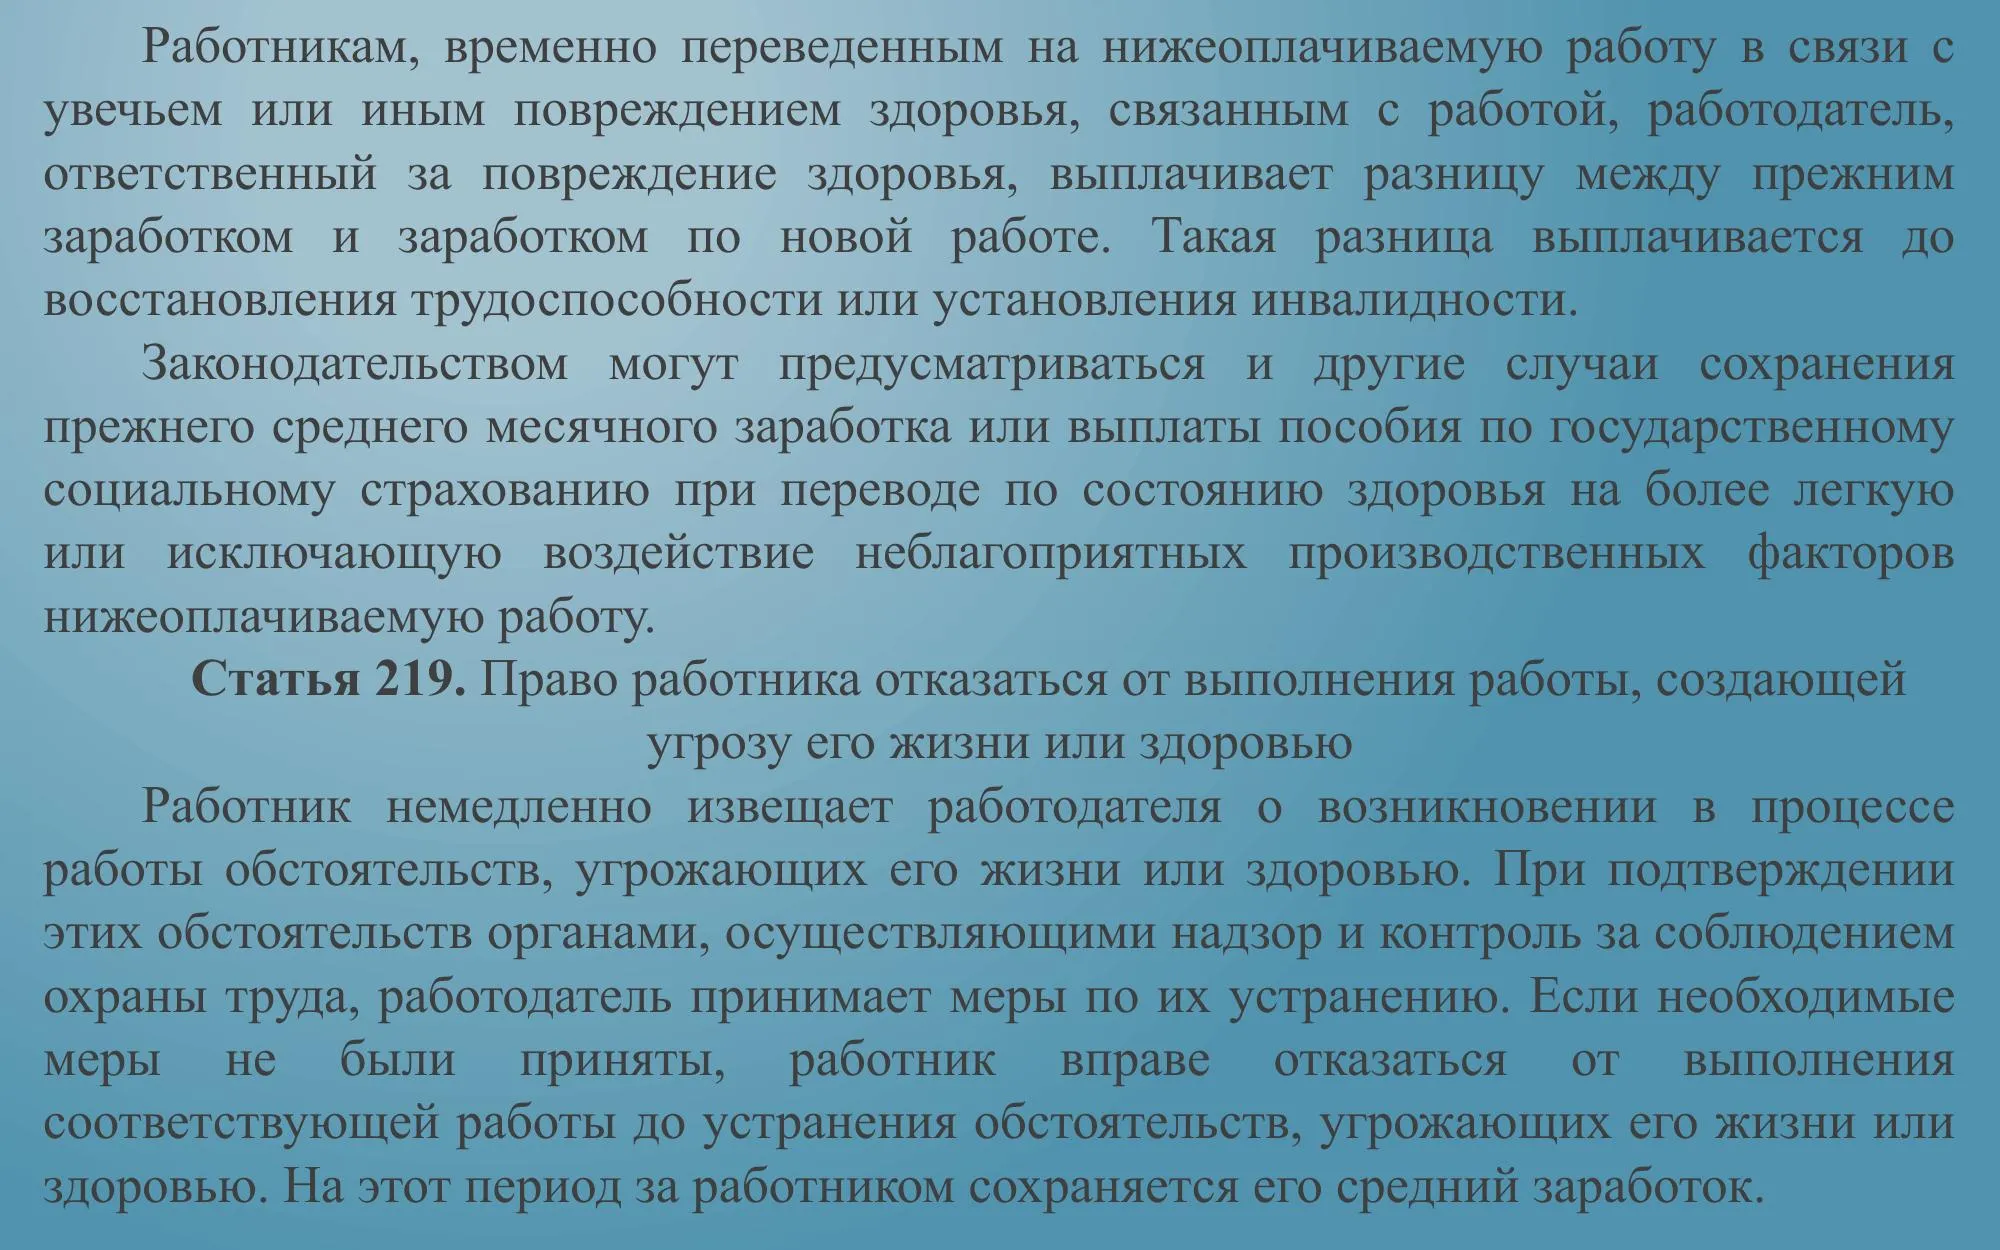 Работникам, временно переведенным на нижеоплачиваемую работу в связи с
увечьем или иным повреждением здоровья, связанным с работой, работодатель,
ответственный за повреждение здоровья, выплачивает разницу между прежним
заработком и заработком по новой работе. Такая разница выплачивается до
восстановления трудоспособности или установления инвалидности.
Законодательством могут предусматриваться и другие случаи сохранения
прежнего среднего месячного заработка или выплаты пособия по государственному
социальному страхованию при переводе по состоянию здоровья на более легкую
или исключающую воздействие неблагоприятных производственных факторов
нижеоплачиваемую работу.
Статья 219. Право работника отказаться от выполнения работы, создающей
угрозу его жизни или здоровью
Работник немедленно извещает работодателя о возникновении в процессе
работы обстоятельств, угрожающих его жизни или здоровью. При подтверждении
этих обстоятельств органами, осуществляющими надзор и контроль за соблюдением
охраны труда, работодатель принимает меры по их устранению. Если необходимые
меры не были приняты, работник вправе отказаться от выполнения
соответствующей работы до устранения обстоятельств, угрожающих его жизни или
здоровью. На этот период за работником сохраняется его средний заработок.